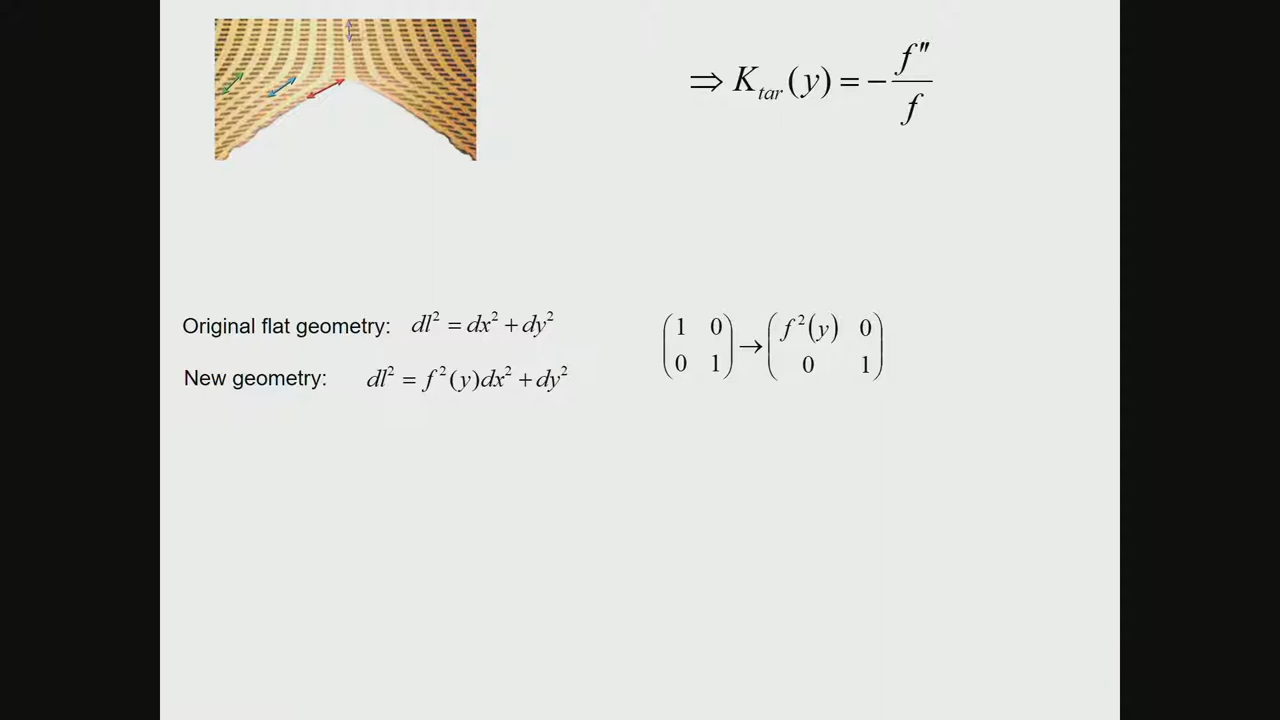 ⇒ K_tar(y) = − f″/f
Original flat geometry: dl² = dx² + dy²
(1 0; 0 1) → (f²(y) 0; 0 1)
New geometry: dl² = f²(y)dx² + dy²